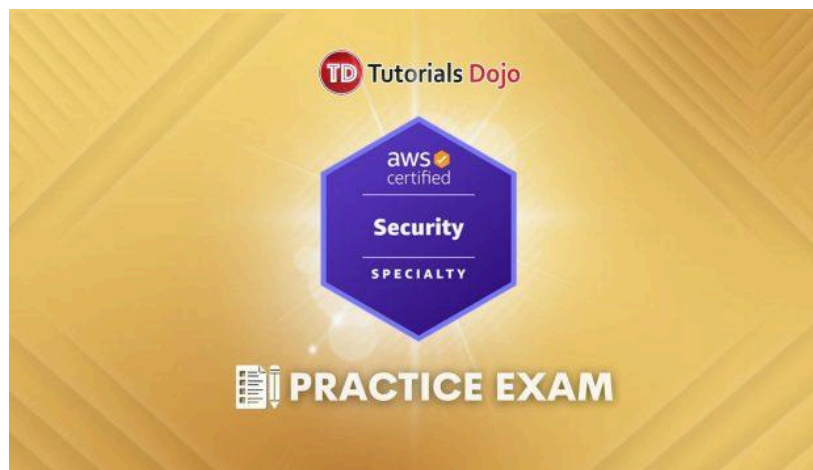 TD Tutorials Dojo
aws
certified
Security
SPECIALTY
PRACTICE EXAM